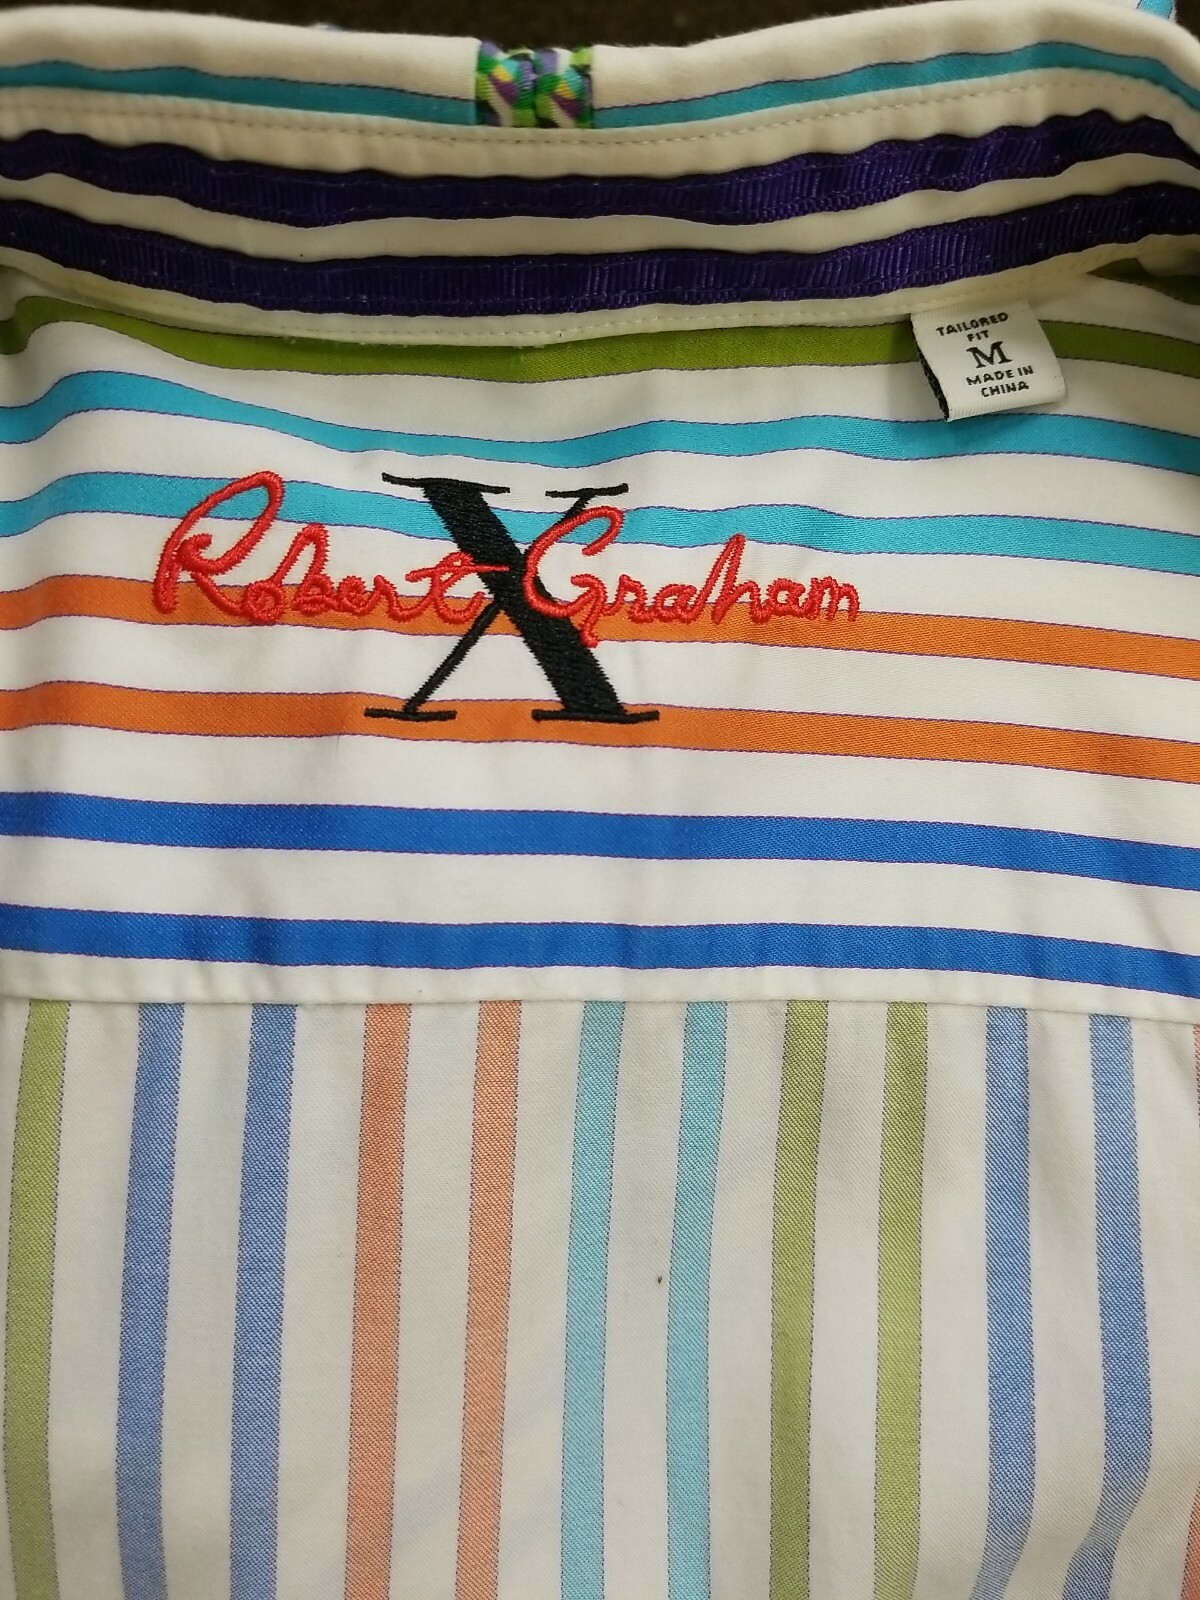 TAILORED
FIT
M
MADE IN
CHINA
Robert X Graham